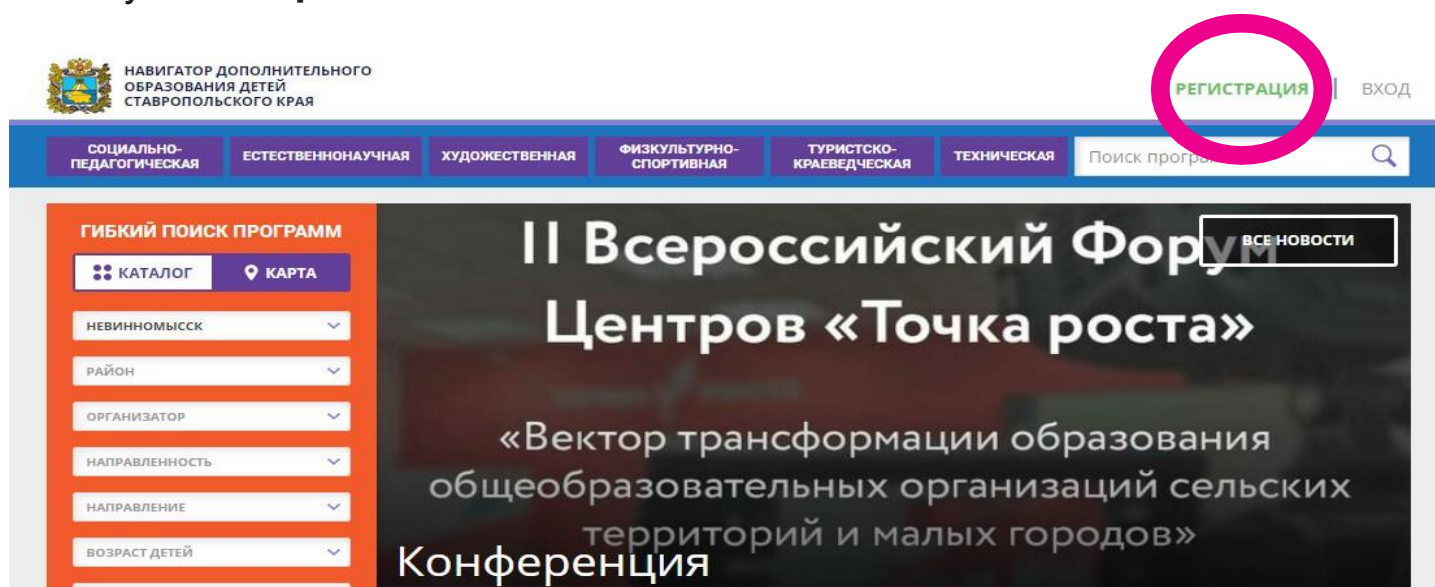 НАВИГАТОР ДОПОЛНИТЕЛЬНОГО
ОБРАЗОВАНИЯ ДЕТЕЙ
СТАВРОПОЛЬСКОГО КРАЯ
РЕГИСТРАЦИЯ | ВХОД
СОЦИАЛЬНО-
ПЕДАГОГИЧЕСКАЯ
ЕСТЕСТВЕННОНАУЧНАЯ
ХУДОЖЕСТВЕННАЯ
ФИЗКУЛЬТУРНО-
СПОРТИВНАЯ
ТУРИСТСКО-
КРАЕВЕДЧЕСКАЯ
ТЕХНИЧЕСКАЯ
Поиск
ГИБКИЙ ПОИСК ПРОГРАММ
КАТАЛОГ
КАРТА
НЕВИННОМЫССК
РАЙОН
ОРГАНИЗАТОР
НАПРАВЛЕННОСТЬ
НАПРАВЛЕНИЕ
ВОЗРАСТ ДЕТЕЙ
II Всероссийский Форум
ВСЕ НОВОСТИ
Центров «Точка роста»
«Вектор трансформации образования
общеобразовательных организаций сельских
территорий и малых городов»
Конференция